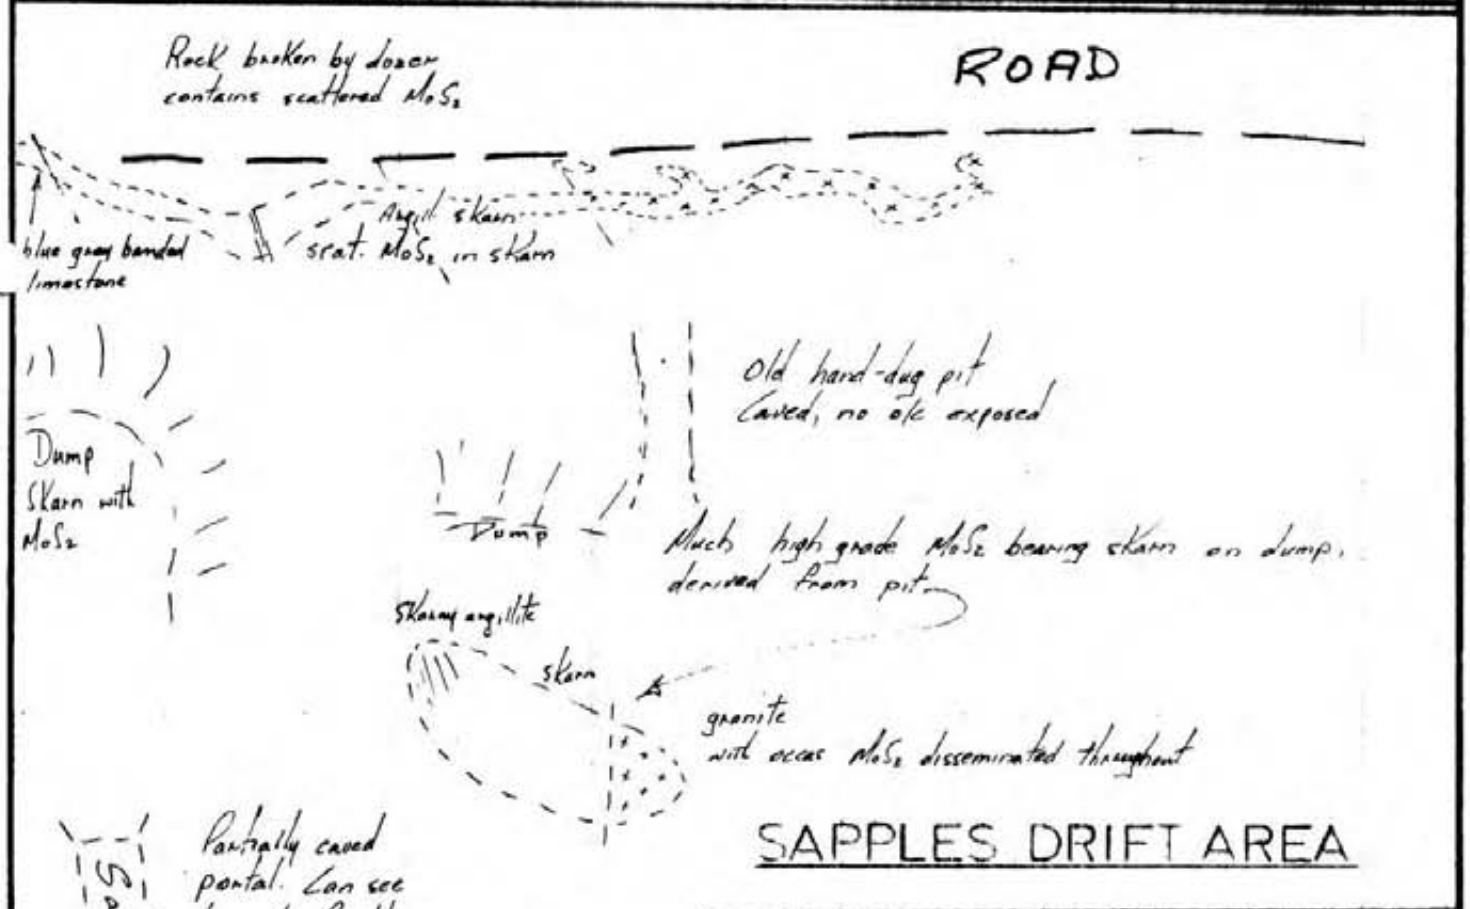 Rock broken by dozer
contains scattered MoS2
ROAD
blue gray banded
limestone
Argill skarn
scat. MoS2 in skarn
Old hand-dug pit
Caved, no o/c exposed
Dump
Skarn with
MoS2
Dump
Much high grade MoS2 bearing skarn on dump,
derived from pit
Skarny argillite
skarn
granite
with occas MoS2 disseminated throughout
SAPPLES DRIFT AREA
Partially caved
portal. Can see